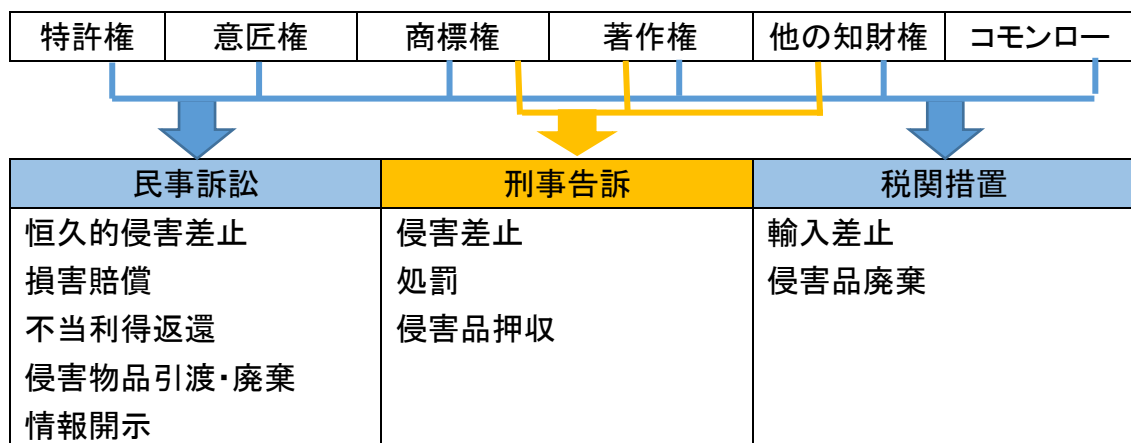 特許権 意匠権 商標権 著作権 他の知財権 コモンロー
民事訴訟 刑事告訴 税関措置
恒久的侵害差止 侵害差止 輸入差止
損害賠償 処罰 侵害品廃棄
不当利得返還 侵害品押収
侵害物品引渡・廃棄
情報開示